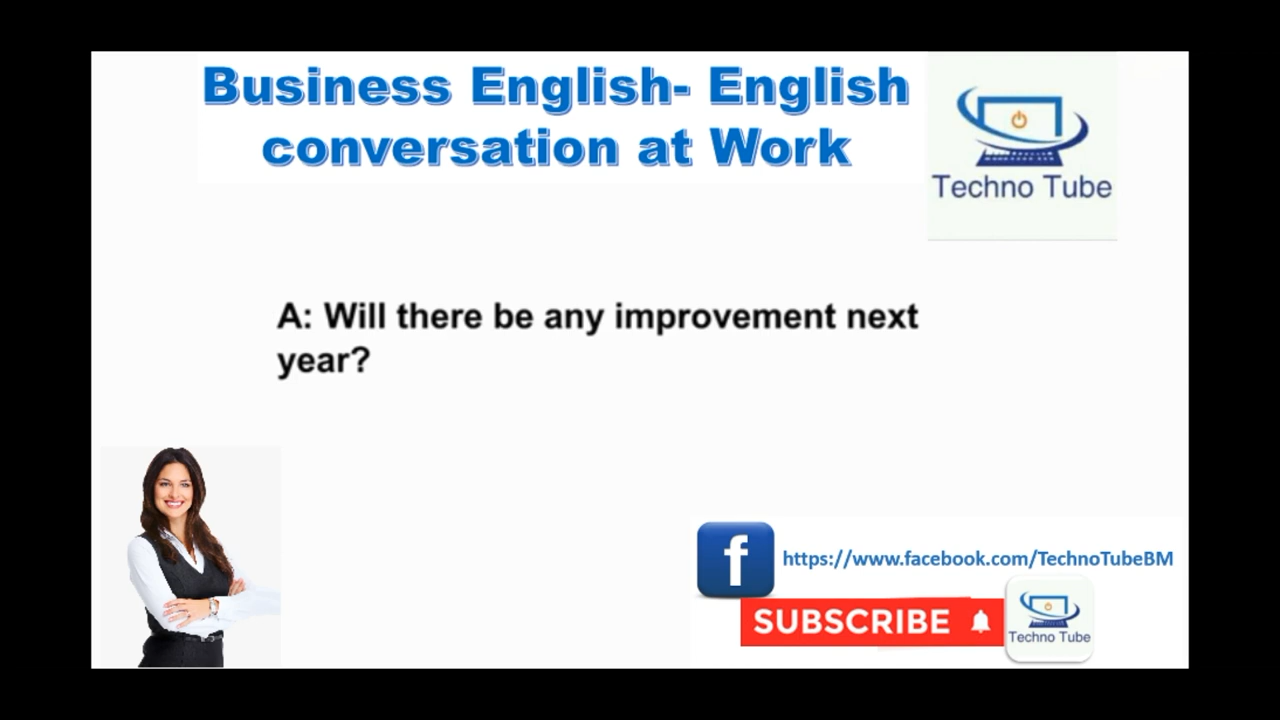 Business English- English
conversation at Work
Techno Tube
A: Will there be any improvement next
year?
f
https://www.facebook.com/TechnoTubeBM
SUBSCRIBE
Techno Tube